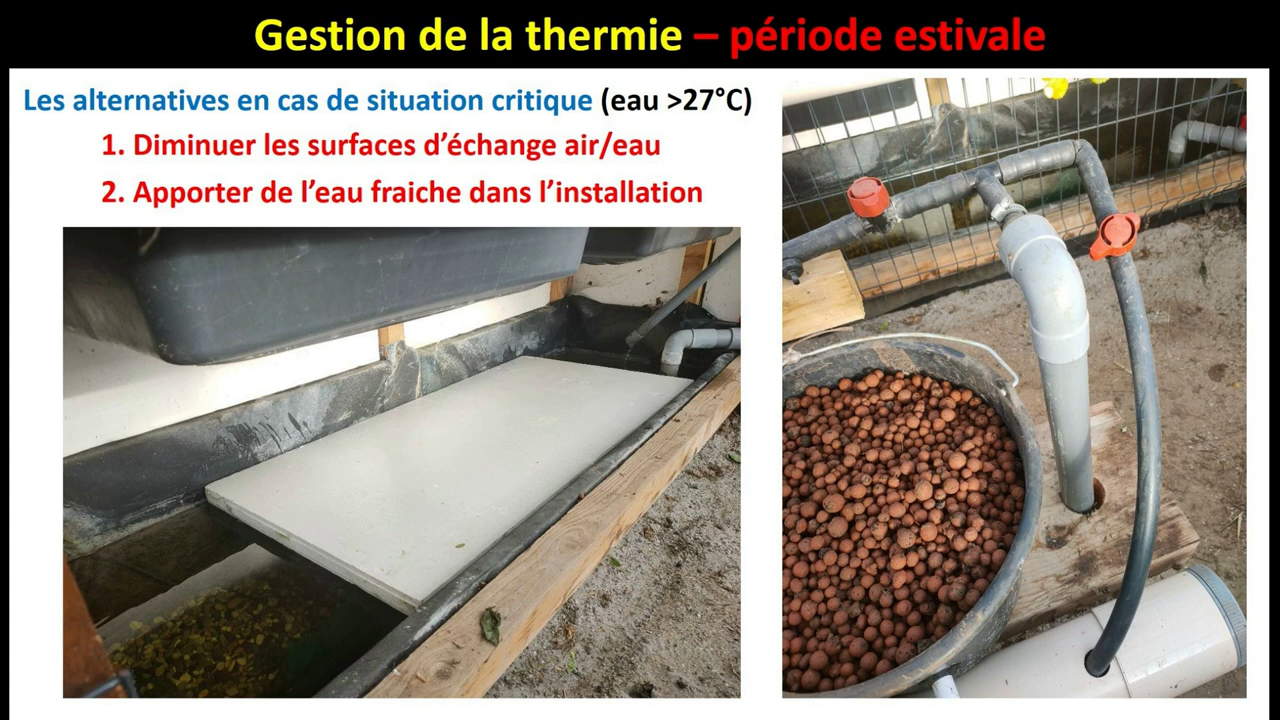 Gestion de la thermie – période estivale
Les alternatives en cas de situation critique (eau >27°C)
1. Diminuer les surfaces d’échange air/eau
2. Apporter de l’eau fraiche dans l’installation